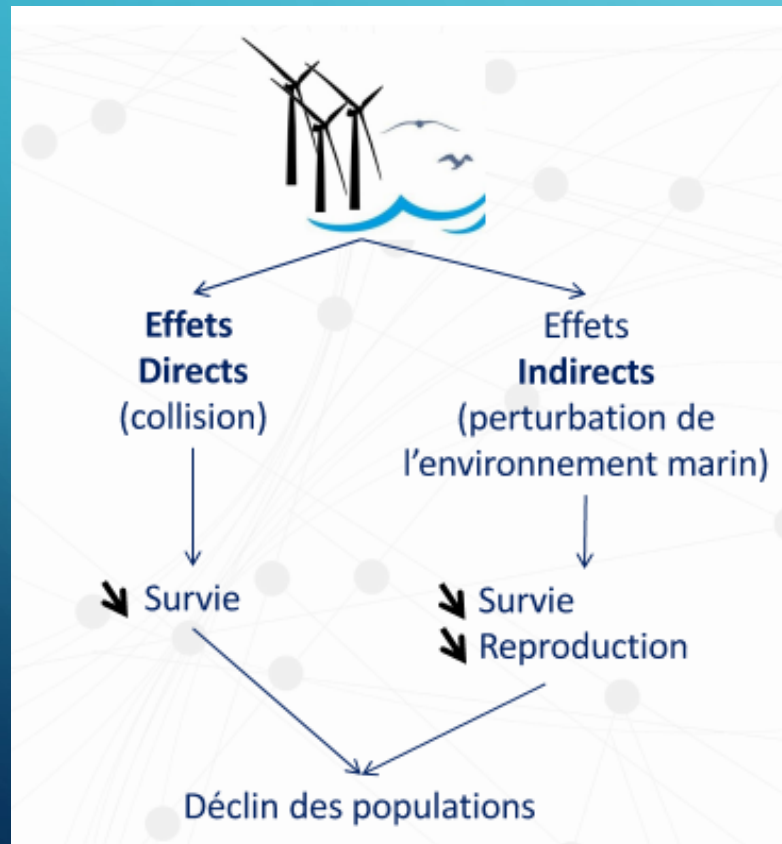 Effets
Directs
(collision)
Effets
Indirects
(perturbation de
l'environnement marin)
Survie
Survie
Reproduction
Déclin des populations